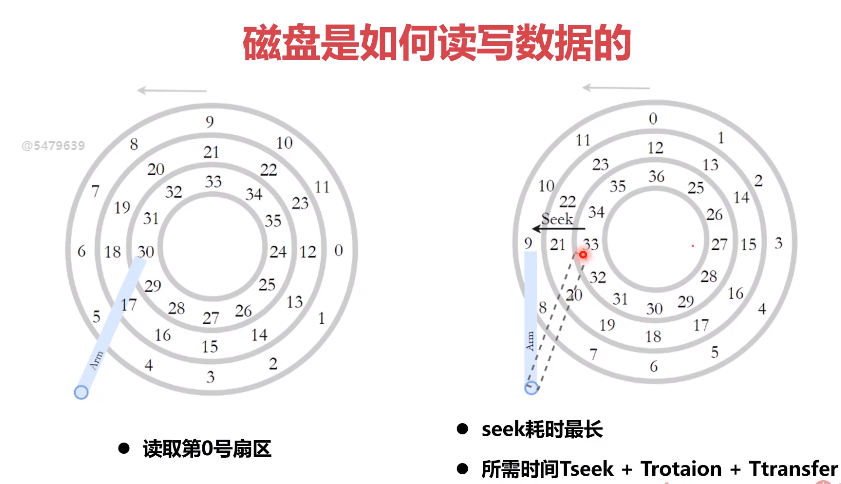 磁盘是如何读写数据的
@5479639
9
8 10
21
20 22
7 33 11
32 34
19 23
31 35
6 18 30 24 12 0
29 25
17 13
28 26
5 27 1
16 14
15
Arm
4 2
3
0
11 1
12
23 13
36
10 35 25 2
22 14
34 26
Seek
9 21 33 27 15 3
32 28
20 16
8 31 29 4
30
19 17
18
Arm
7 5
6
读取第0号扇区
seek耗时最长
所需时间Tseek + Trotaion + Ttransfer